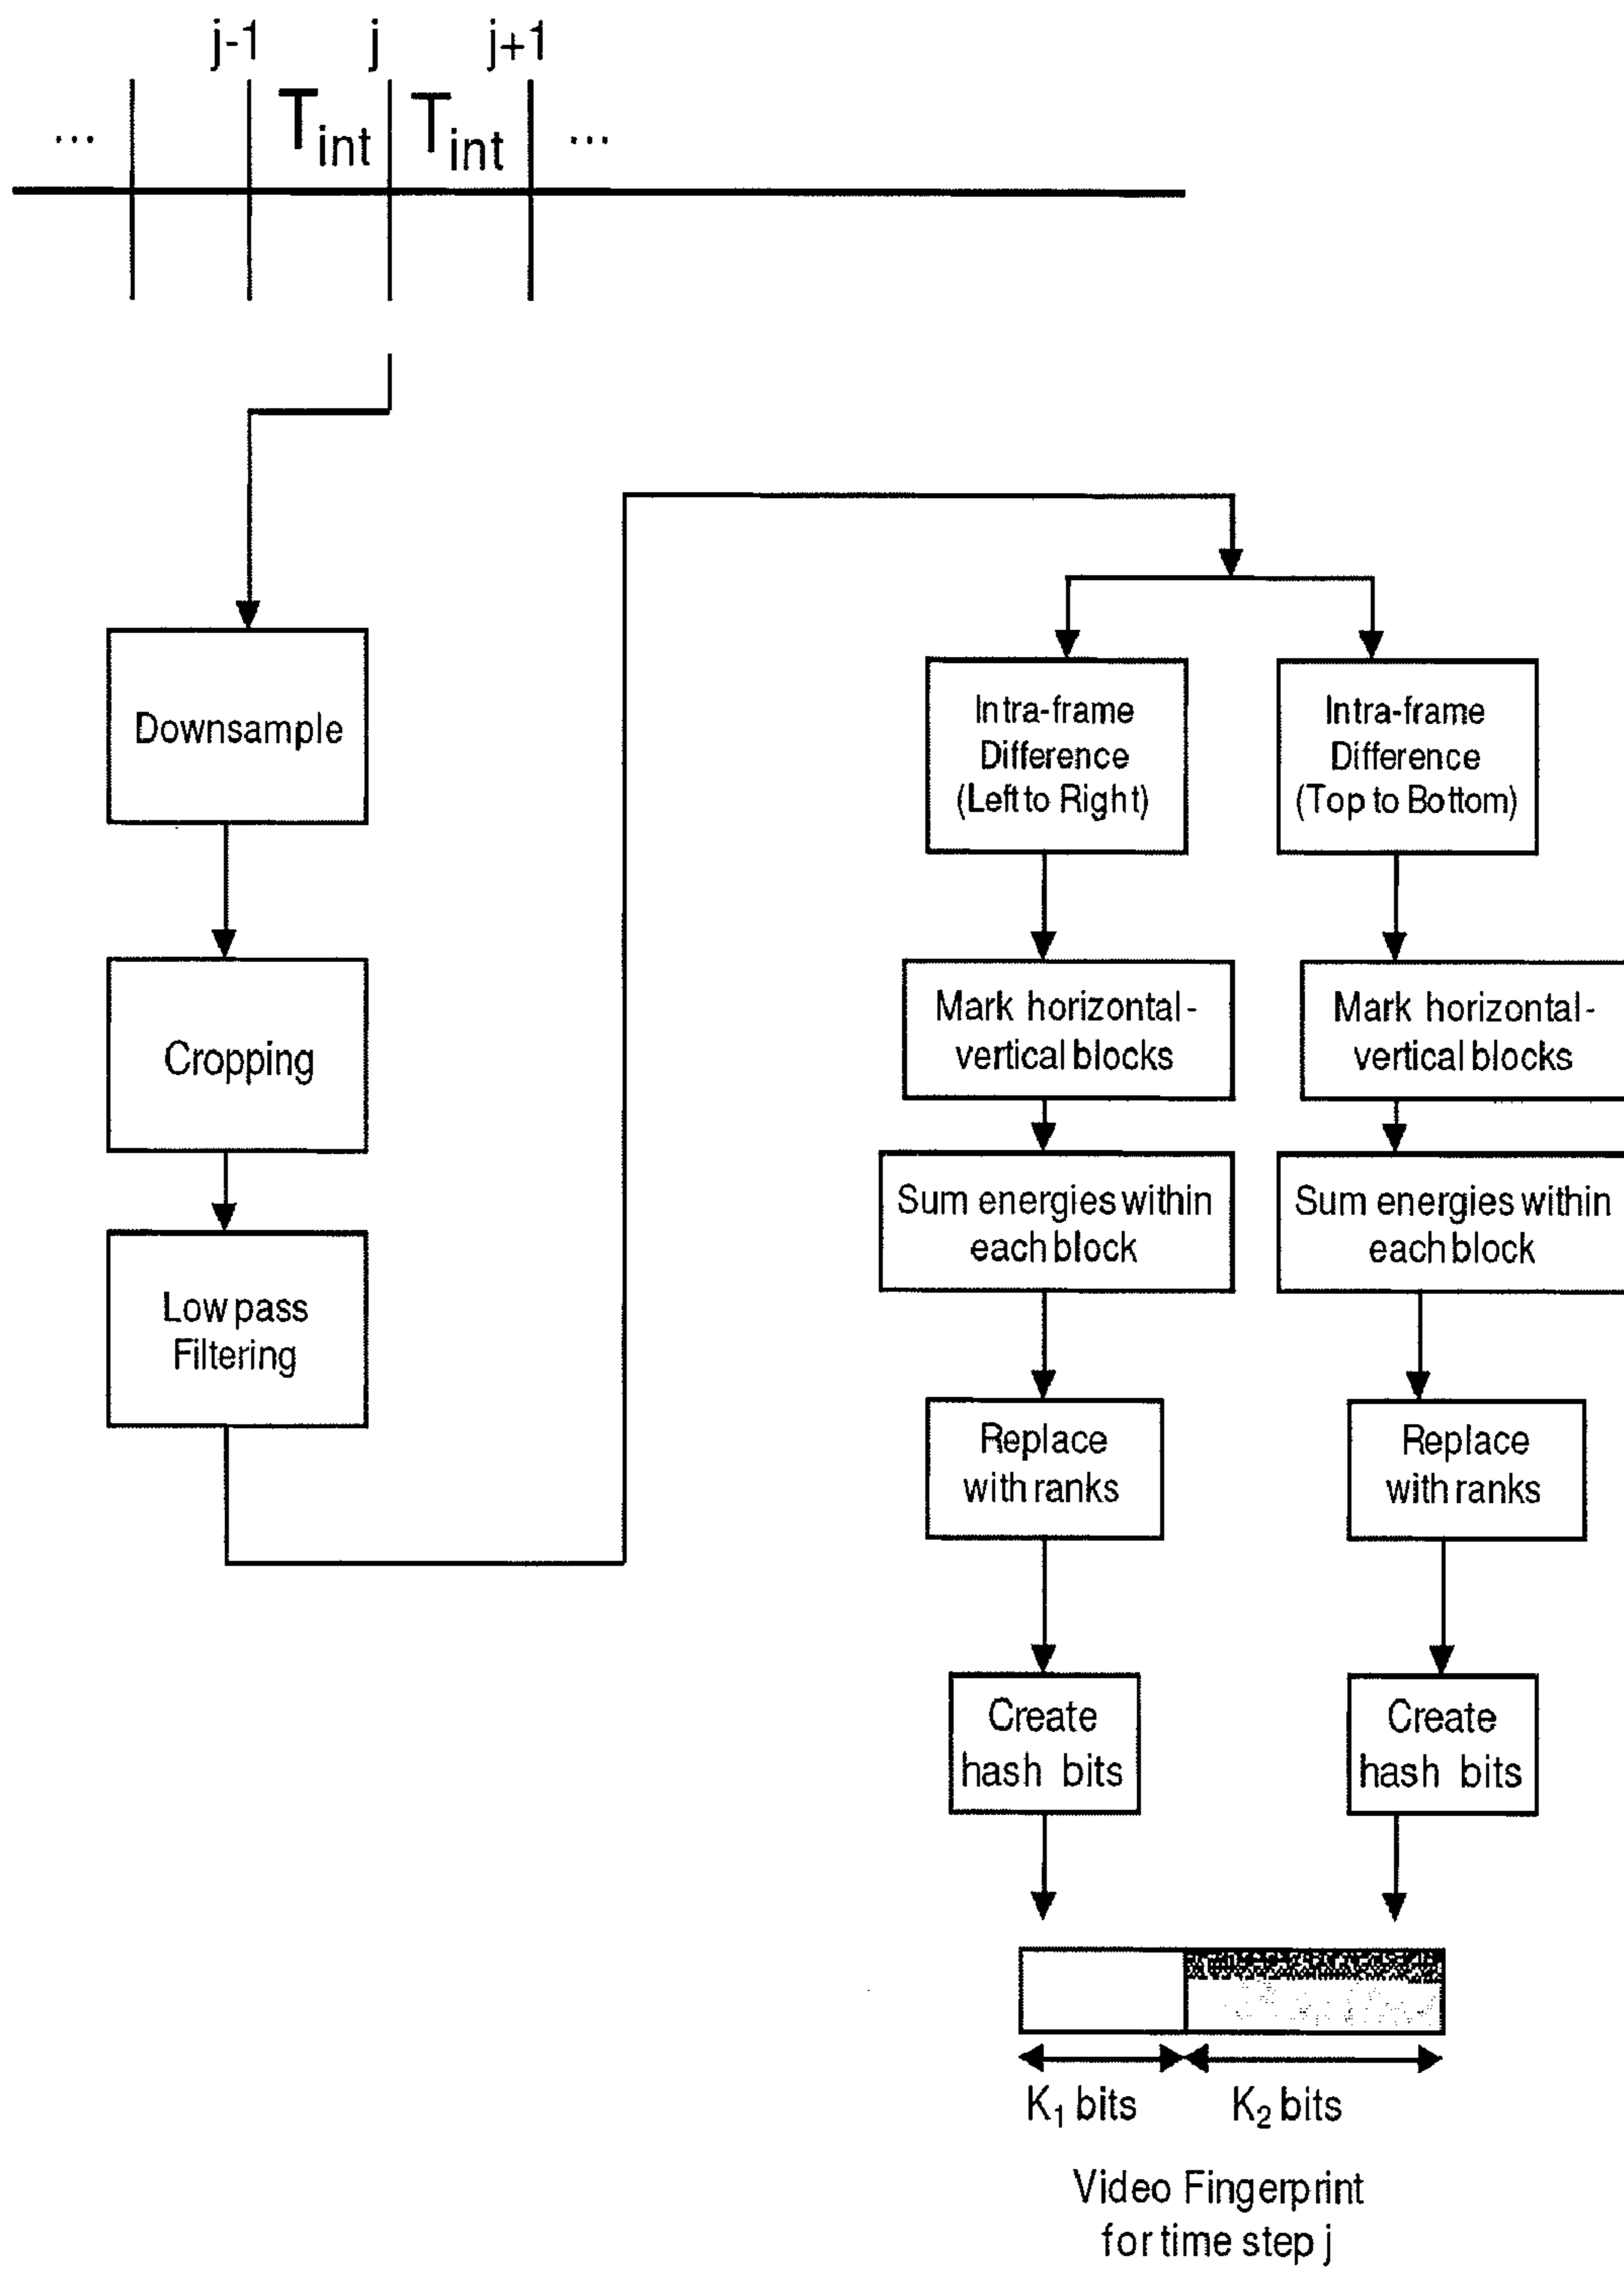 j-1 j j+1
... T_int T_int ...
Downsample
Cropping
Low pass
Filtering
Intra-frame
Difference
(Left to Right)
Intra-frame
Difference
(Top to Bottom)
Mark horizontal-
vertical blocks
Mark horizontal-
vertical blocks
Sum energies within
each block
Sum energies within
each block
Replace
with ranks
Replace
with ranks
Create
hash bits
Create
hash bits
K₁ bits K₂ bits
Video Fingerprint
for time step j